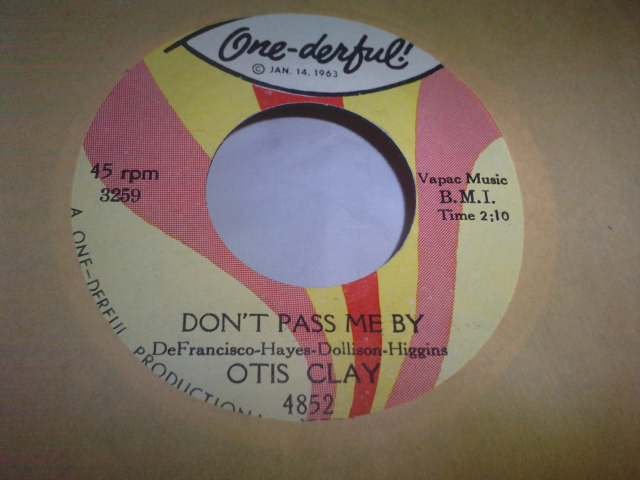 One-derful!
© JAN. 14, 1963
45 rpm
3259
Vapac Music
B.M.I.
Time 2:10
DON'T PASS ME BY
DeFrancisco-Hayes-Dollison-Higgins
OTIS CLAY
4852
A ONE-DERFUL PRODUCTION